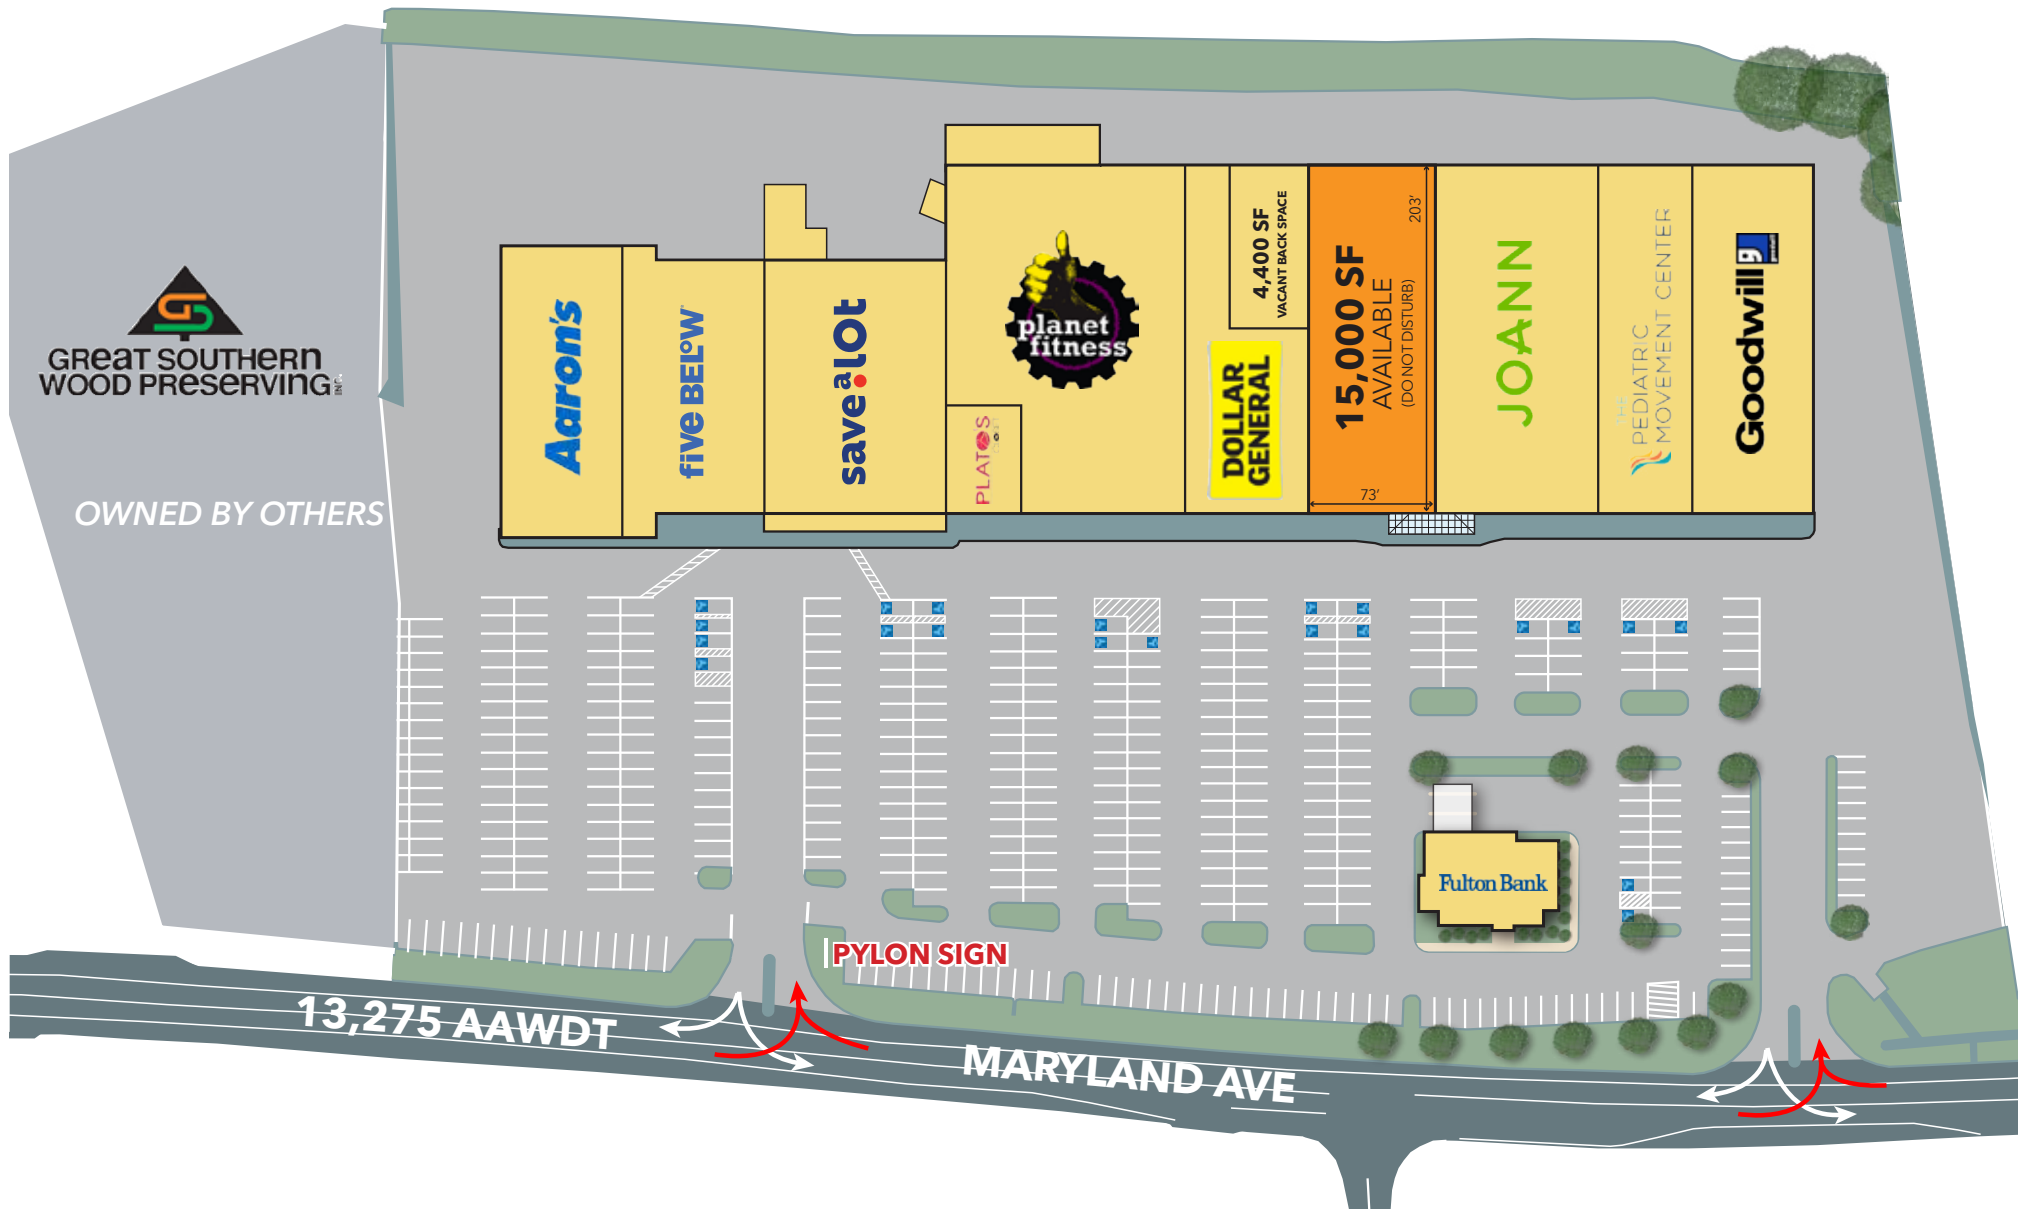 GREAT SOUTHERN
WOOD PRESERVING INC.
OWNED BY OTHERS
Aaron's
five BELOW
save a lot
PLATO'S
planet
fitness
DOLLAR
GENERAL
4,400 SF
VACANT BACK SPACE
15,000 SF
AVAILABLE
(DO NOT DISTURB)
203'
73'
JOANN
THE
PEDIATRIC
MOVEMENT CENTER
Goodwill
g
Fulton Bank
PYLON SIGN
13,275 AAWDT
MARYLAND AVE